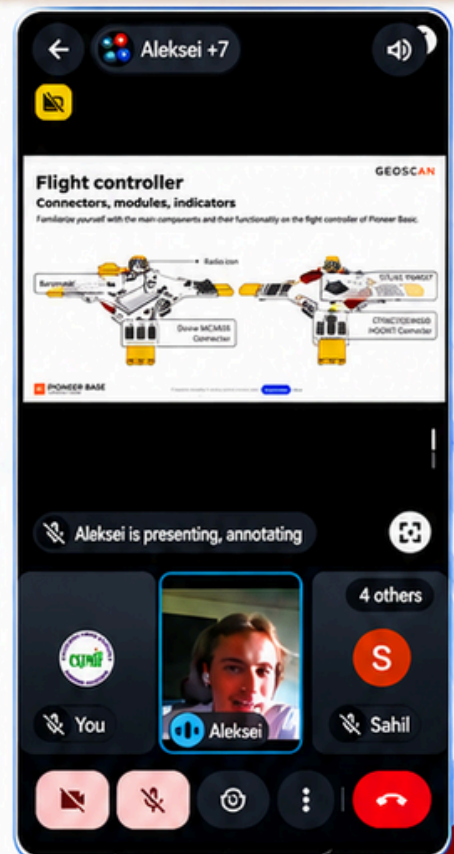 Aleksei +7
GEOSCAN
Flight controller
Connectors, modules, indicators
Familiarize yourself with the main components and their functionality on the flight controller of Pioneer Basic.
Radio icon
Connector
Connector
PIONEER BASE
Aleksei is presenting, annotating
4 others
S
You
Aleksei
Sahil